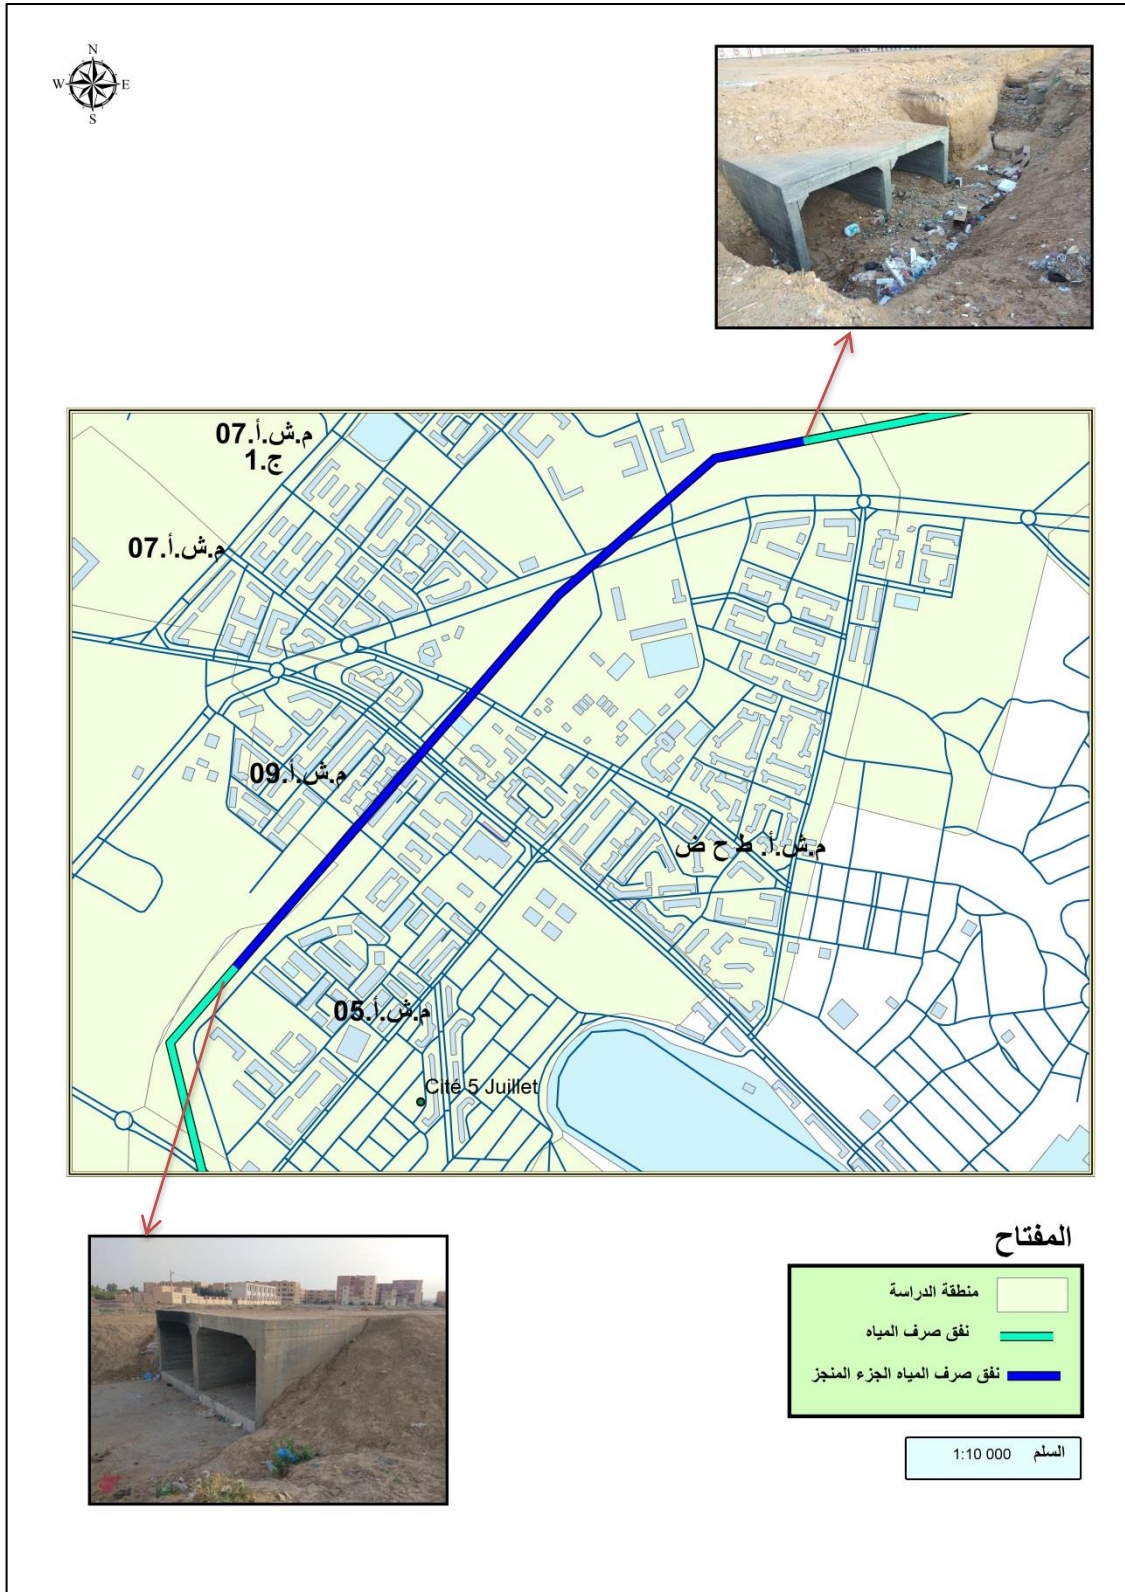 N
W E
S
م.ش.أ.07
ج.1
م.ش.أ.07
م.ش.أ.09
م.ش.أ. ط ح ض
م.ش.أ.05
Cité 5 Juillet
المفتاح
منطقة الدراسة
نفق صرف المياه
نفق صرف المياه الجزء المنجز
السلم 1:10 000